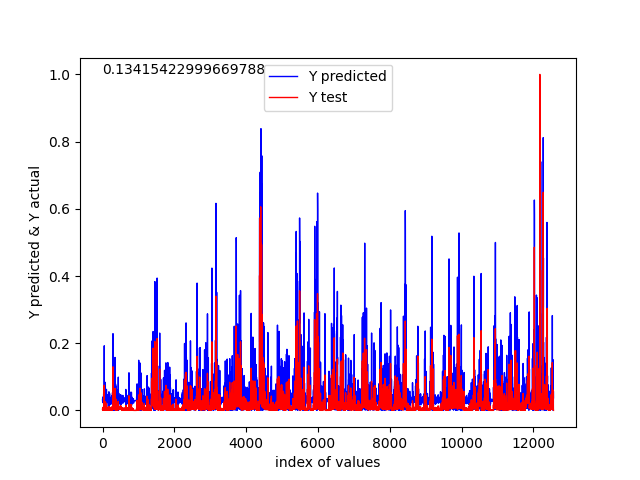 0.13415422999669788
Y predicted
Y test
1.0
0.8
0.6
0.4
0.2
0.0
Y predicted & Y actual
0 2000 4000 6000 8000 10000 12000
index of values